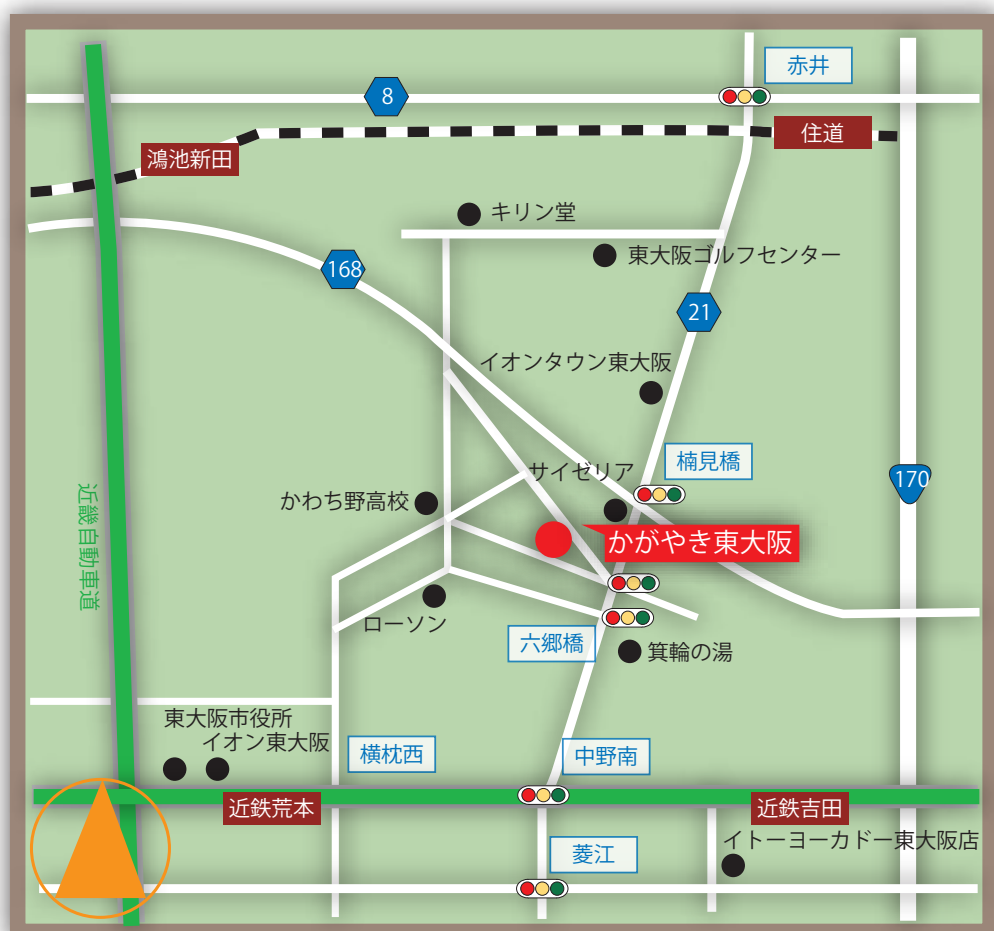 赤井
8
住道
鴻池新田
キリン堂
東大阪ゴルフセンター
168
21
イオンタウン東大阪
楠見橋
サイゼリア
170
かわち野高校
近畿自動車道
かがやき東大阪
ローソン
六郷橋
箕輪の湯
東大阪市役所
イオン東大阪
横枕西
中野南
近鉄荒本
近鉄吉田
イトーヨーカドー東大阪店
菱江